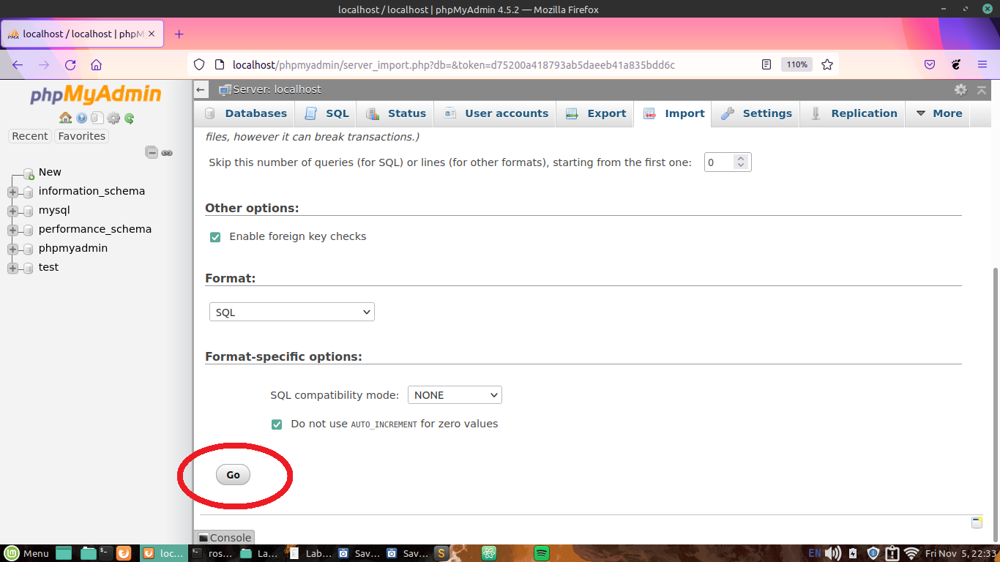 localhost / localhost | phpMyAdmin 4.5.2 — Mozilla Firefox
localhost / localhost | phpM
localhost/phpmyadmin/server_import.php?db=&token=d75200a418793ab5daeeb41a835bdd6c
110%
phpMyAdmin
Recent Favorites
New
information_schema
mysql
performance_schema
phpmyadmin
test
Server: localhost
Databases SQL Status User accounts Export Import Settings Replication More
files, however it can break transactions.)
Skip this number of queries (for SQL) or lines (for other formats), starting from the first one: 0
Other options:
Enable foreign key checks
Format:
SQL
Format-specific options:
SQL compatibility mode: NONE
Do not use AUTO_INCREMENT for zero values
Go
Console
Menu loc... ros... La... Lab... Sav... Sav... EN Fri Nov 5, 22:33